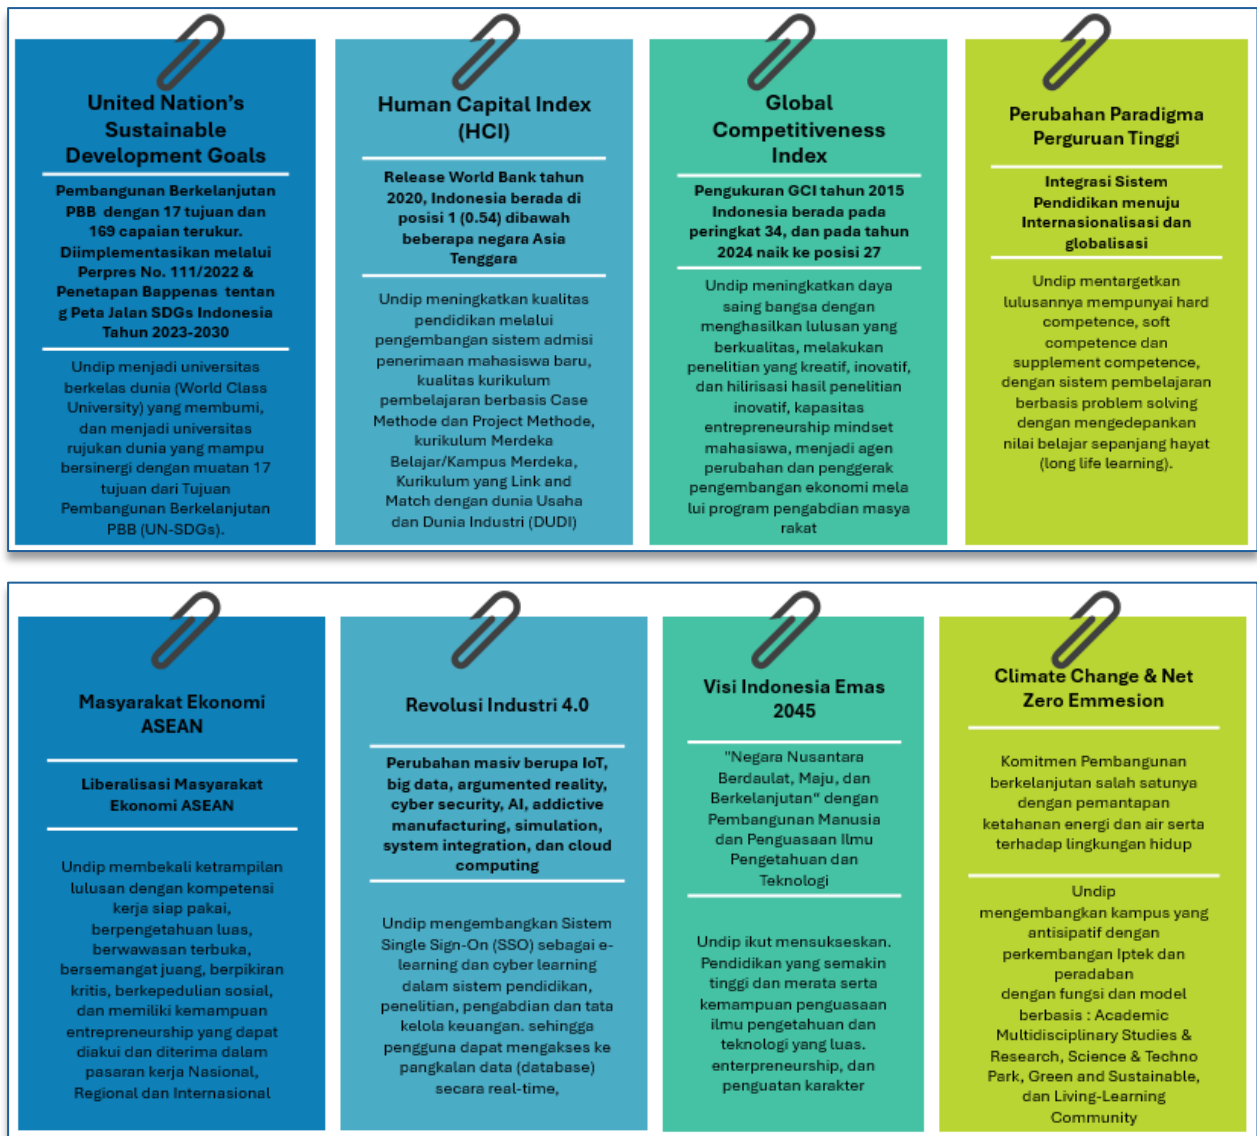 United Nation's
Sustainable
Development Goals
Pembangunan Berkelanjutan
PBB dengan 17 tujuan dan
169 capaian terukur.
Diimplementasikan melalui
Perpres No. 111/2022 &
Penetapan Bappenas tentan
g Peta Jalan SDGs Indonesia
Tahun 2023-2030
Undip menjadi universitas
berkelas dunia (World Class
University) yang membumi,
dan menjadi universitas
rujukan dunia yang mampu
bersinergi dengan muatan 17
tujuan dari Tujuan
Pembangunan Berkelanjutan
PBB (UN-SDGs).
Human Capital Index
(HCI)
Release World Bank tahun
2020, Indonesia berada di
posisi 1 (0.54) dibawah
beberapa negara Asia
Tenggara
Undip meningkatkan kualitas
pendidikan melalui
pengembangan sistem admisi
penerimaan mahasiswa baru,
kualitas kurikulum
pembelajaran berbasis Case
Methode dan Project Methode,
kurikulum Merdeka
Belajar/Kampus Merdeka,
Kurikulum yang Link and
Match dengan dunia Usaha
dan Dunia Industri (DUDI)
Global
Competitiveness
Index
Pengukuran GCI tahun 2015
Indonesia berada pada
peringkat 34, dan pada tahun
2024 naik ke posisi 27
Undip meningkatkan daya
saing bangsa dengan
menghasilkan lulusan yang
berkualitas, melakukan
penelitian yang kreatif, inovatif,
dan hilirisasi hasil penelitian
inovatif, kapasitas
entrepreneurship mindset
mahasiswa, menjadi agen
perubahan dan penggerak
pengembangan ekonomi mela
lui program pengabdian masya
rakat
Perubahan Paradigma
Perguruan Tinggi
Integrasi Sistem
Pendidikan menuju
Internasionalisasi dan
globalisasi
Undip mentargetkan
lulusannya mempunyai hard
competence, soft
competence dan
supplement competence,
dengan sistem pembelajaran
berbasis problem solving
dengan mengedepankan
nilai belajar sepanjang hayat
(long life learning).
Masyarakat Ekonomi
ASEAN
Liberalisasi Masyarakat
Ekonomi ASEAN
Undip membekali ketrampilan
lulusan dengan kompetensi
kerja siap pakai,
berpengetahuan luas,
berwawasan terbuka,
bersemangat juang, berpikiran
kritis, berkepedulian sosial,
dan memiliki kemampuan
entrepreneurship yang dapat
diakui dan diterima dalam
pasaran kerja Nasional,
Regional dan Internasional
Revolusi Industri 4.0
Perubahan masiv berupa IoT,
big data, argumented reality,
cyber security, AI, addictive
manufacturing, simulation,
system integration, dan cloud
computing
Undip mengembangkan Sistem
Single Sign-On (SSO) sebagai e-
learning dan cyber learning
dalam sistem pendidikan,
penelitian, pengabdian dan tata
kelola keuangan. sehingga
pengguna dapat mengakses ke
pangkalan data (database)
secara real-time,
Visi Indonesia Emas
2045
"Negara Nusantara
Berdaulat, Maju, dan
Berkelanjutan" dengan
Pembangunan Manusia
dan Penguasaan Ilmu
Pengetahuan dan
Teknologi
Undip ikut mensukseskan.
Pendidikan yang semakin
tinggi dan merata serta
kemampuan penguasaan
ilmu pengetahuan dan
teknologi yang luas.
enterpreneurship, dan
penguatan karakter
Climate Change & Net
Zero Emmesion
Komitmen Pembangunan
berkelanjutan salah satunya
dengan pemantapan
ketahanan energi dan air serta
terhadap lingkungan hidup
Undip
mengembangkan kampus yang
antisipatif dengan
perkembangan Iptek dan
peradaban
dengan fungsi dan model
berbasis : Academic
Multidisciplinary Studies &
Research, Science & Techno
Park, Green and Sustainable,
dan Living-Learning
Community